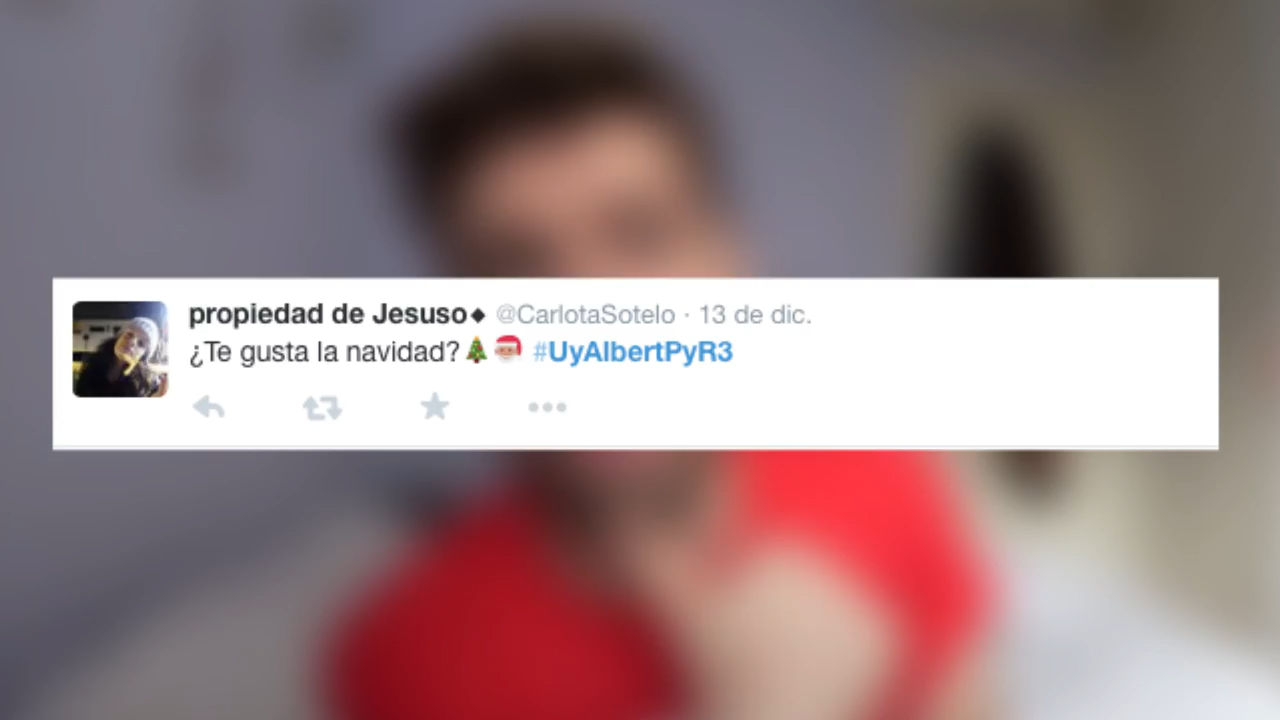 propiedad de Jesuso◆ @CarlotaSotelo · 13 de dic.
¿Te gusta la navidad?🎄🎅 #UyAlbertPyR3